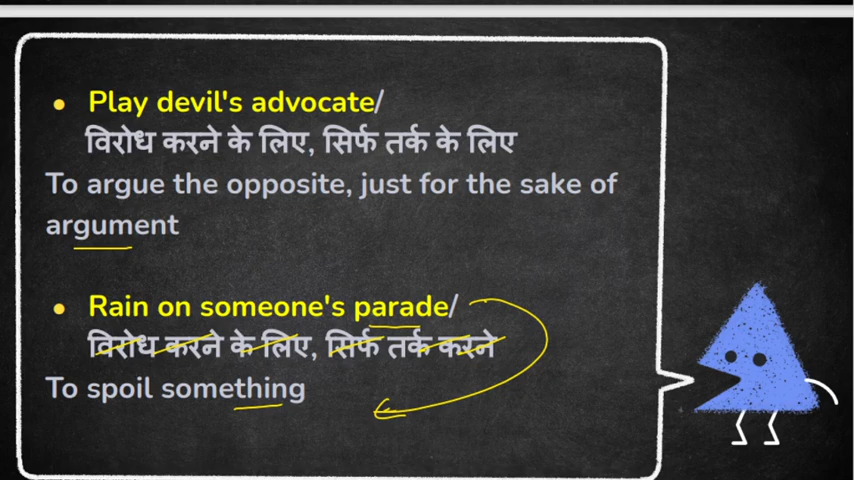 • Play devil's advocate/
विरोध करने के लिए, सिर्फ तर्क के लिए
To argue the opposite, just for the sake of
argument
• Rain on someone's parade/
विरोध करने के लिए, सिर्फ तर्क करने
To spoil something